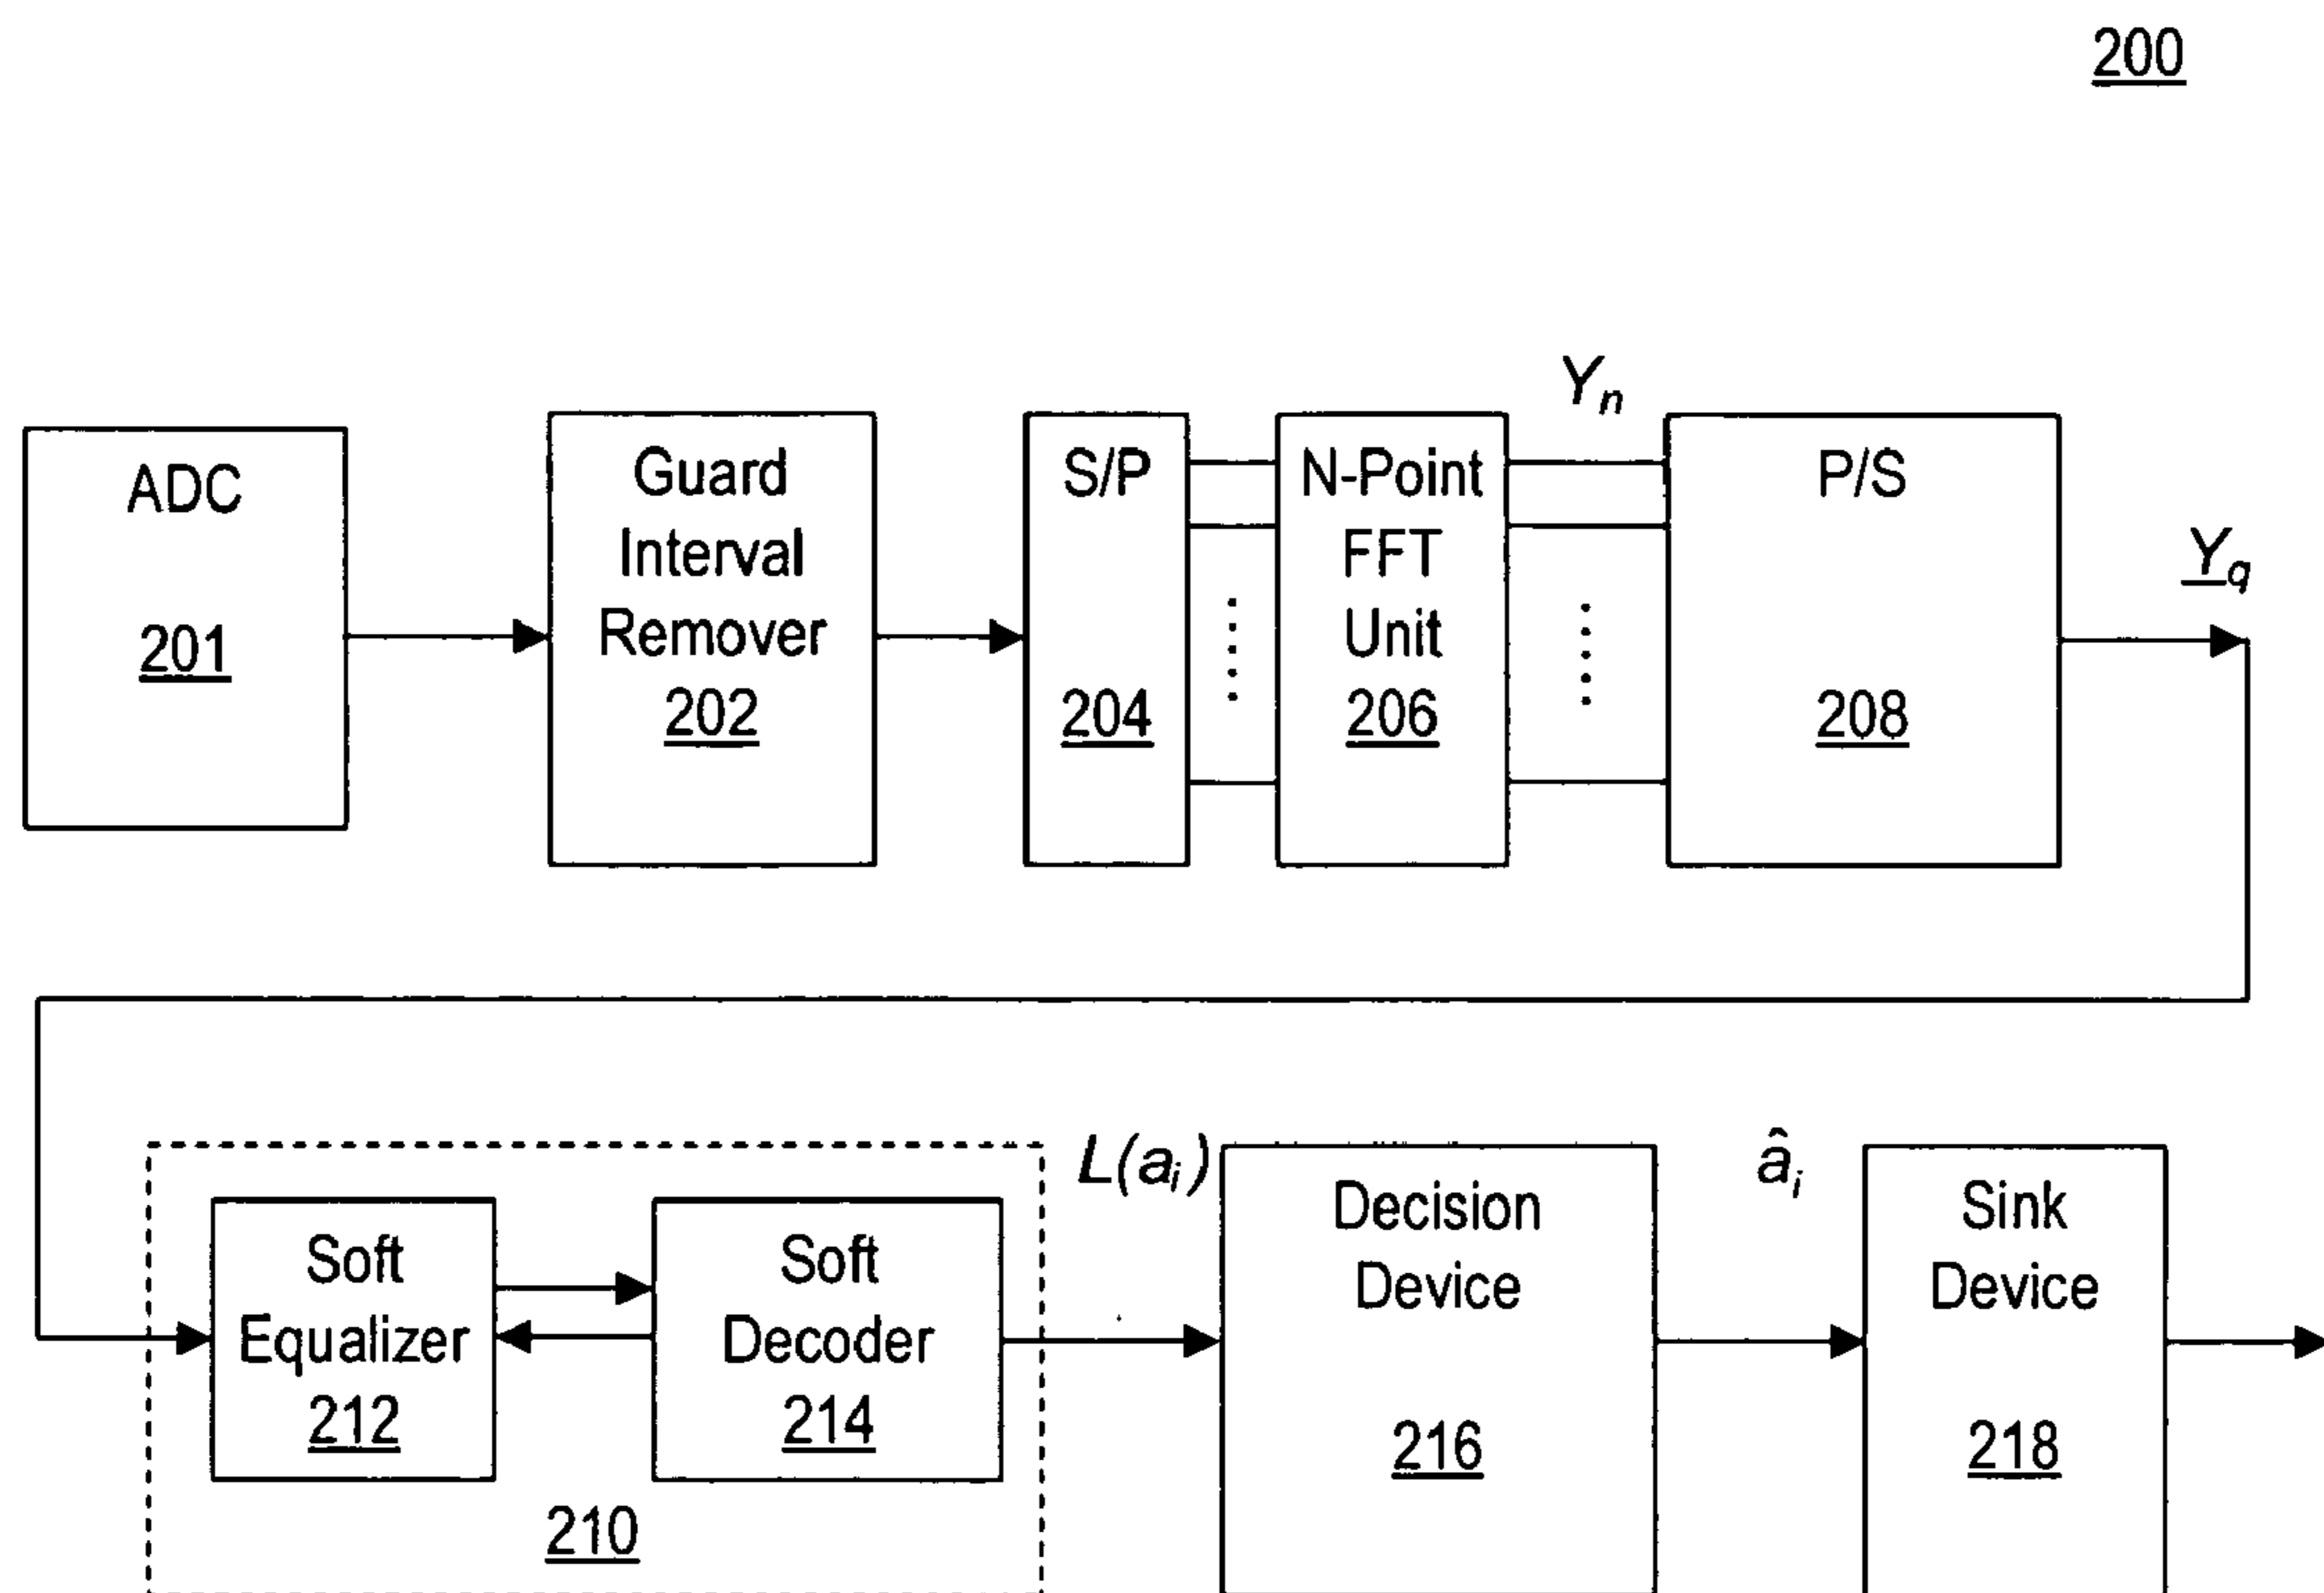 200
ADC
201
Guard
Interval
Remover
202
S/P
204
N-Point
FFT
Unit
206
Yₙ
P/S
208
Y_q
Soft
Equalizer
212
Soft
Decoder
214
210
L(aᵢ)
Decision
Device
216
âᵢ
Sink
Device
218